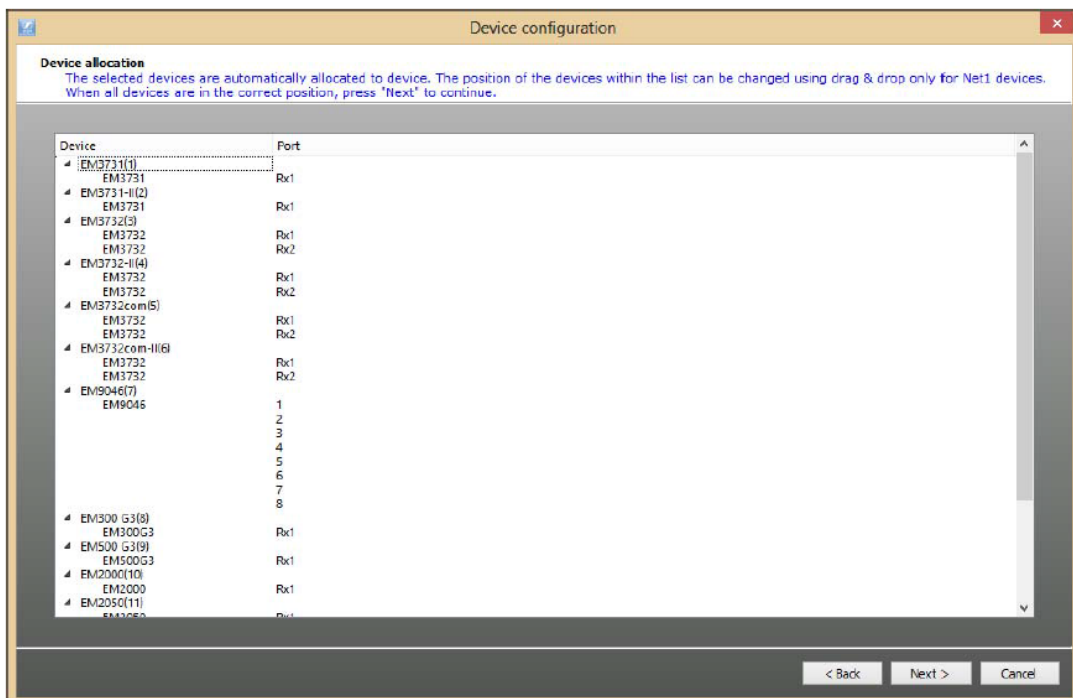 Device configuration
Device allocation
The selected devices are automatically allocated to device. The position of the devices within the list can be changed using drag & drop only for Net1 devices.
When all devices are in the correct position, press "Next" to continue.
Device Port
EM3731(1)
EM3731 Rx1
EM3731-II(2)
EM3731 Rx1
EM3732(3)
EM3732 Rx1
EM3732 Rx2
EM3732-II(4)
EM3732 Rx1
EM3732 Rx2
EM3732com(5)
EM3732 Rx1
EM3732 Rx2
EM3732com-II(6)
EM3732 Rx1
EM3732 Rx2
EM9046(7)
EM9046 1
2
3
4
5
6
7
8
EM300 G3(8)
EM300G3 Rx1
EM500 G3(9)
EM500G3 Rx1
EM2000(10)
EM2000 Rx1
EM2050(11)
< Back Next > Cancel